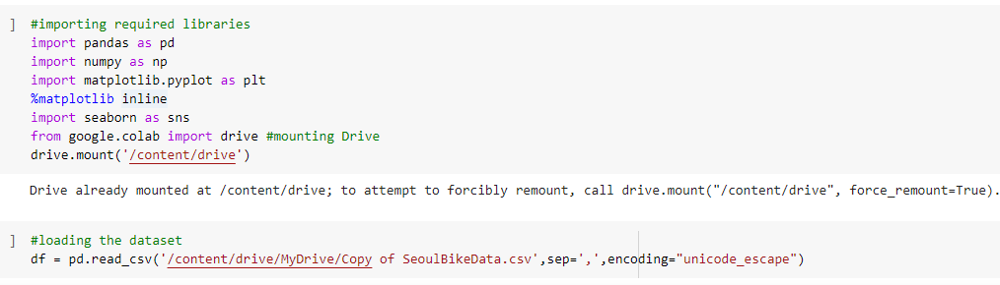 ] #importing required libraries
import pandas as pd
import numpy as np
import matplotlib.pyplot as plt
%matplotlib inline
import seaborn as sns
from google.colab import drive #mounting Drive
drive.mount('/content/drive')
Drive already mounted at /content/drive; to attempt to forcibly remount, call drive.mount("/content/drive", force_remount=True).
] #loading the dataset
df = pd.read_csv('/content/drive/MyDrive/Copy of SeoulBikeData.csv',sep=',',encoding="unicode_escape")